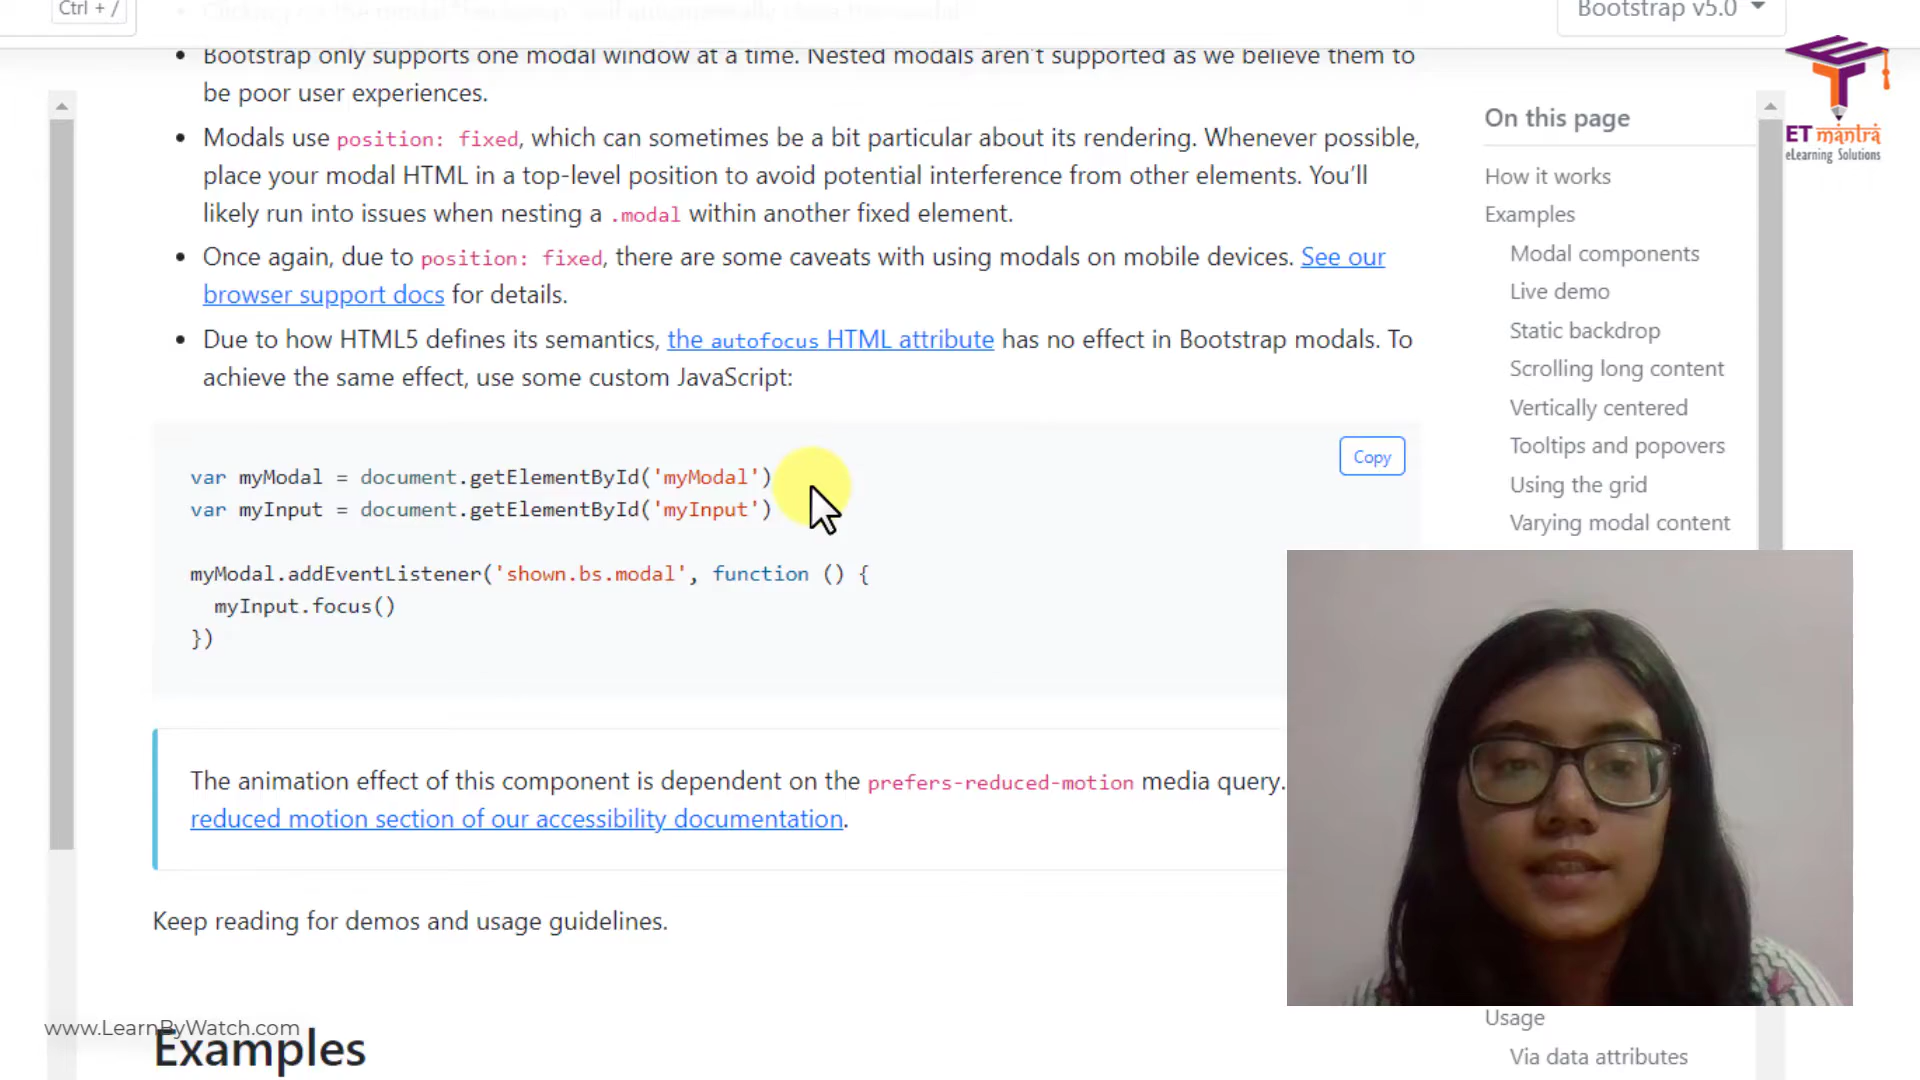 Ctrl + /
Bootstrap v5.0
Bootstrap only supports one modal window at a time. Nested modals aren't supported as we believe them to
be poor user experiences.
Modals use position: fixed, which can sometimes be a bit particular about its rendering. Whenever possible,
place your modal HTML in a top-level position to avoid potential interference from other elements. You'll
likely run into issues when nesting a .modal within another fixed element.
Once again, due to position: fixed, there are some caveats with using modals on mobile devices. See our
browser support docs for details.
Due to how HTML5 defines its semantics, the autofocus HTML attribute has no effect in Bootstrap modals. To
achieve the same effect, use some custom JavaScript:
Copy
var myModal = document.getElementById('myModal')
var myInput = document.getElementById('myInput')
myModal.addEventListener('shown.bs.modal', function () {
myInput.focus()
})
The animation effect of this component is dependent on the prefers-reduced-motion media query.
reduced motion section of our accessibility documentation.
Keep reading for demos and usage guidelines.
Examples
www.LearnByWatch.com
On this page
How it works
Examples
Modal components
Live demo
Static backdrop
Scrolling long content
Vertically centered
Tooltips and popovers
Using the grid
Varying modal content
Usage
Via data attributes
ET mantra
eLearning Solutions